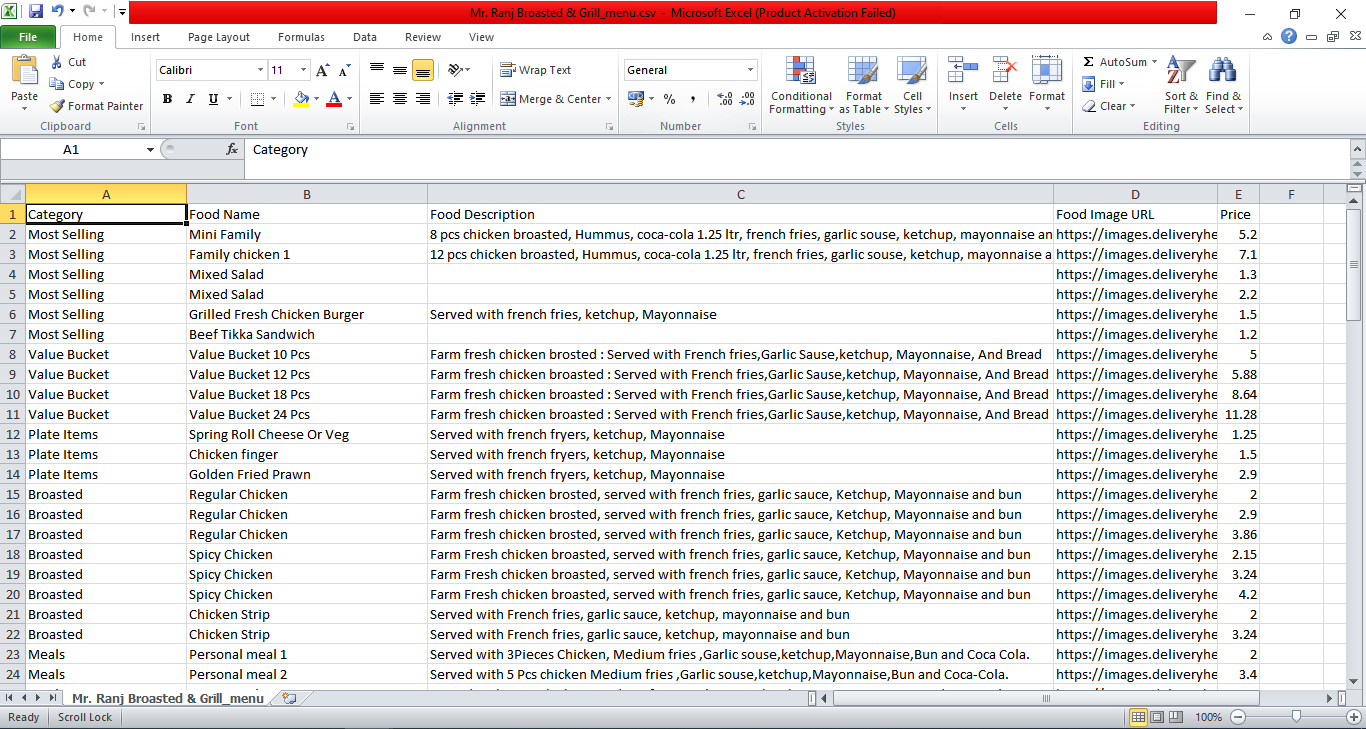 Mr. Ranj Broasted & Grill_menu.csv - Microsoft Excel (Product Activation Failed)
File Home Insert Page Layout Formulas Data Review View
Paste Cut Copy Format Painter Clipboard
Calibri 11 B I U Font
Wrap Text Merge & Center Alignment
General % , .0 .00 .00 .0 Number
Conditional Formatting Format as Table Cell Styles Styles
Insert Delete Format Cells
Σ AutoSum Fill Clear Sort & Filter Find & Select Editing
A1 fx Category
A B C D E F
1 Category Food Name Food Description Food Image URL Price
2 Most Selling Mini Family 8 pcs chicken broasted, Hummus, coca-cola 1.25 ltr, french fries, garlic souse, ketchup, mayonnaise an https://images.deliveryhe 5.2
3 Most Selling Family chicken 1 12 pcs chicken broasted, Hummus, coca-cola 1.25 ltr, french fries, garlic souse, ketchup, mayonnaise a https://images.deliveryhe 7.1
4 Most Selling Mixed Salad https://images.deliveryhe 1.3
5 Most Selling Mixed Salad https://images.deliveryhe 2.2
6 Most Selling Grilled Fresh Chicken Burger Served with french fries, ketchup, Mayonnaise https://images.deliveryhe 1.5
7 Most Selling Beef Tikka Sandwich https://images.deliveryhe 1.2
8 Value Bucket Value Bucket 10 Pcs Farm fresh chicken brosted : Served with French fries,Garlic Sause,ketchup, Mayonnaise, And Bread https://images.deliveryhe 5
9 Value Bucket Value Bucket 12 Pcs Farm fresh chicken broasted : Served with French fries,Garlic Sause,ketchup, Mayonnaise, And Bread https://images.deliveryhe 5.88
10 Value Bucket Value Bucket 18 Pcs Farm fresh chicken broasted : Served with French fries,Garlic Sause,ketchup, Mayonnaise, And Bread https://images.deliveryhe 8.64
11 Value Bucket Value Bucket 24 Pcs Farm fresh chicken broasted : Served with French fries,Garlic Sause,ketchup, Mayonnaise, And Bread https://images.deliveryhe 11.28
12 Plate Items Spring Roll Cheese Or Veg Served with french fryers, ketchup, Mayonnaise https://images.deliveryhe 1.25
13 Plate Items Chicken finger Served with french fryers, ketchup, Mayonnaise https://images.deliveryhe 1.5
14 Plate Items Golden Fried Prawn Served with french fryers, ketchup, Mayonnaise https://images.deliveryhe 2.9
15 Broasted Regular Chicken Farm fresh chicken brosted, served with french fries, garlic sauce, Ketchup, Mayonnaise and bun https://images.deliveryhe 2
16 Broasted Regular Chicken Farm fresh chicken brosted, served with french fries, garlic sauce, Ketchup, Mayonnaise and bun https://images.deliveryhe 2.9
17 Broasted Regular Chicken Farm fresh chicken brosted, served with french fries, garlic sauce, Ketchup, Mayonnaise and bun https://images.deliveryhe 3.86
18 Broasted Spicy Chicken Farm Fresh chicken broasted, served with french fries, garlic sauce, Ketchup, Mayonnaise and bun https://images.deliveryhe 2.15
19 Broasted Spicy Chicken Farm Fresh chicken broasted, served with french fries, garlic sauce, Ketchup, Mayonnaise and bun https://images.deliveryhe 3.24
20 Broasted Spicy Chicken Farm Fresh chicken broasted, served with french fries, garlic sauce, Ketchup, Mayonnaise and bun https://images.deliveryhe 4.2
21 Broasted Chicken Strip Served with French fries, garlic sauce, ketchup, mayonnaise and bun https://images.deliveryhe 2
22 Broasted Chicken Strip Served with French fries, garlic sauce, ketchup, mayonnaise and bun https://images.deliveryhe 3.24
23 Meals Personal meal 1 Served with 3Pieces Chicken, Medium fries ,Garlic souse,ketchup,Mayonnaise,Bun and Coca Cola. https://images.deliveryhe 2
24 Meals Personal meal 2 Served with 5 Pcs chicken Medium fries ,Garlic souse,ketchup,Mayonnaise,Bun and Coca-Cola. https://images.deliveryhe 3.4
Mr. Ranj Broasted & Grill_menu
Ready Scroll Lock 100%